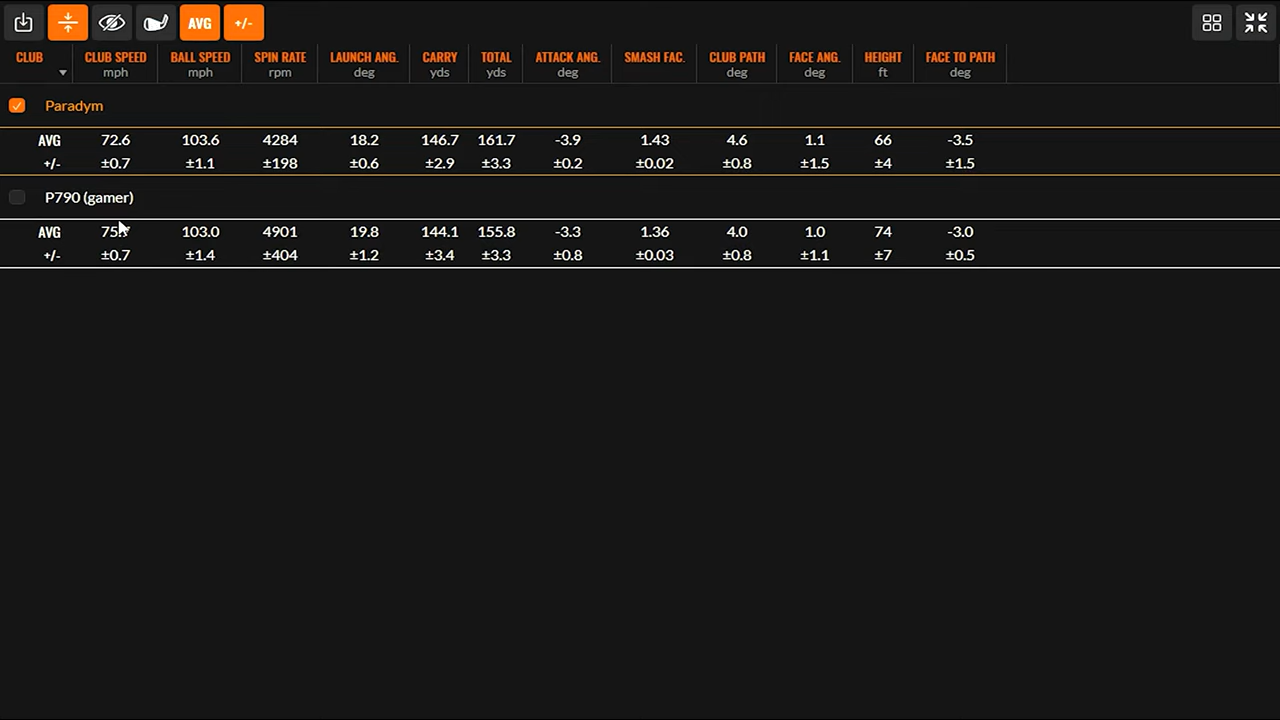 AVG +/-
CLUB CLUB SPEED BALL SPEED SPIN RATE LAUNCH ANG. CARRY TOTAL ATTACK ANG. SMASH FAC. CLUB PATH FACE ANG. HEIGHT FACE TO PATH
mph mph rpm deg yds yds deg deg deg ft deg
Paradym
AVG 72.6 103.6 4284 18.2 146.7 161.7 -3.9 1.43 4.6 1.1 66 -3.5
+/- ±0.7 ±1.1 ±198 ±0.6 ±2.9 ±3.3 ±0.2 ±0.02 ±0.8 ±1.5 ±4 ±1.5
P790 (gamer)
AVG 103.0 4901 19.8 144.1 155.8 -3.3 1.36 4.0 1.0 74 -3.0
+/- ±0.7 ±1.4 ±404 ±1.2 ±3.4 ±3.3 ±0.8 ±0.03 ±0.8 ±1.1 ±7 ±0.5